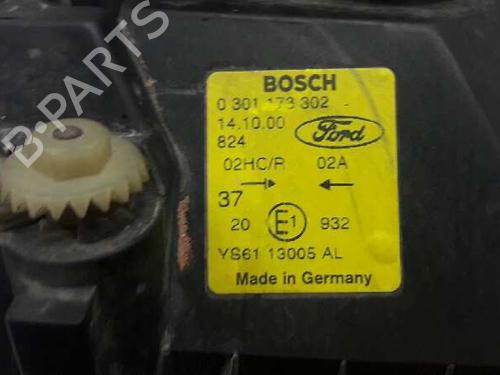 BOSCH
0 301 173 302
14.10.00
Ford
824
02HC/R 02A
37
20 E1 932
YS61 13005 AL
Made in Germany
B-PARTS